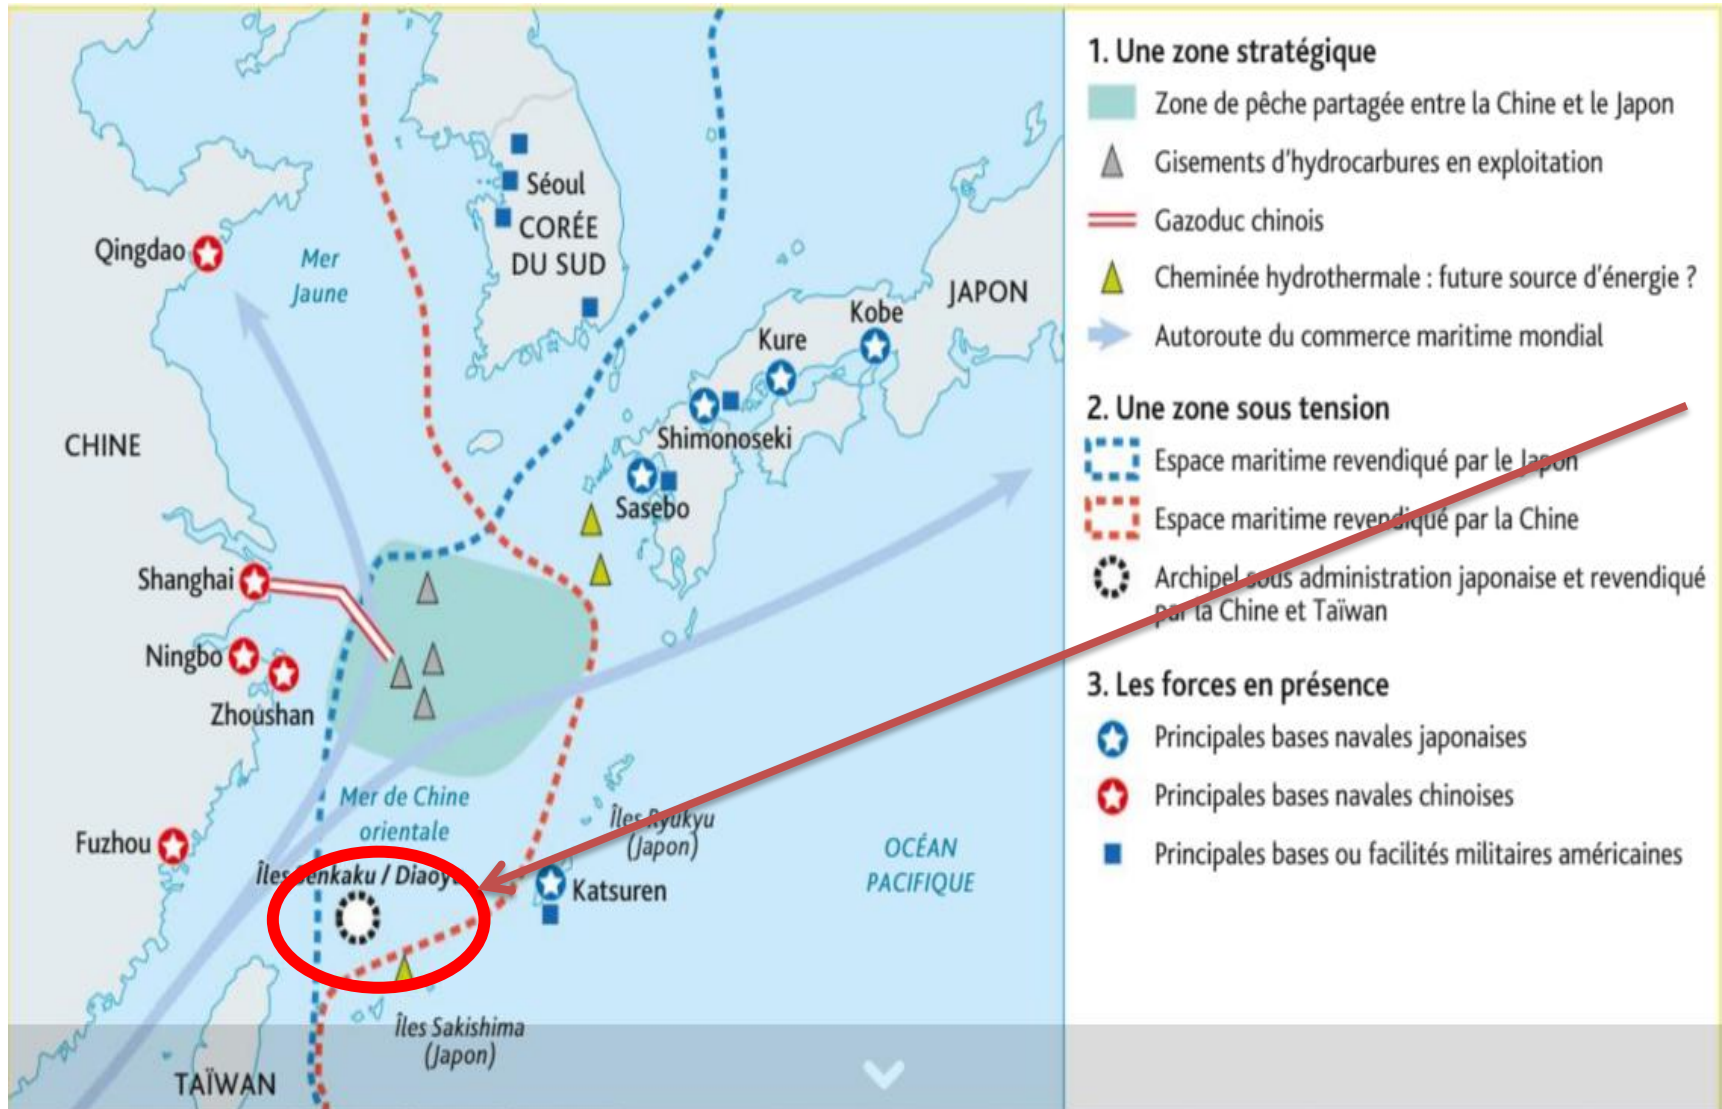 Séoul
CORÉE
DU SUD
Qingdao
Mer
Jaune
JAPON
Kobe
Kure
Shimonoseki
CHINE
Sasebo
Shanghai
Ningbo
Zhoushan
Mer de Chine
orientale
Îles Ryukyu
(Japon)
Fuzhou
OCÉAN
PACIFIQUE
Îles Senkaku / Diaoyu
Katsuren
Îles Sakishima
(Japon)
TAÏWAN
1. Une zone stratégique
Zone de pêche partagée entre la Chine et le Japon
Gisements d'hydrocarbures en exploitation
Gazoduc chinois
Cheminée hydrothermale : future source d'énergie ?
Autoroute du commerce maritime mondial
2. Une zone sous tension
Espace maritime revendiqué par le Japon
Espace maritime revendiqué par la Chine
Archipel sous administration japonaise et revendiqué
par la Chine et Taïwan
3. Les forces en présence
Principales bases navales japonaises
Principales bases navales chinoises
Principales bases ou facilités militaires américaines